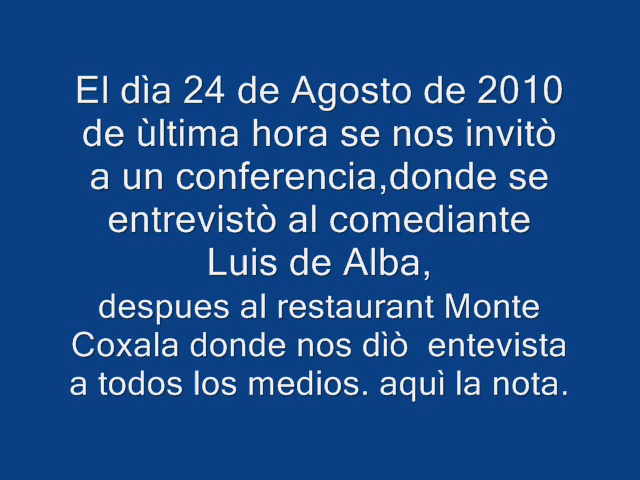 El dìa 24 de Agosto de 2010
de ùltima hora se nos invitò
a un conferencia,donde se
entrevistò al comediante
Luis de Alba,
despues al restaurant Monte
Coxala donde nos dìò  entevista
a todos los medios. aquì la nota.